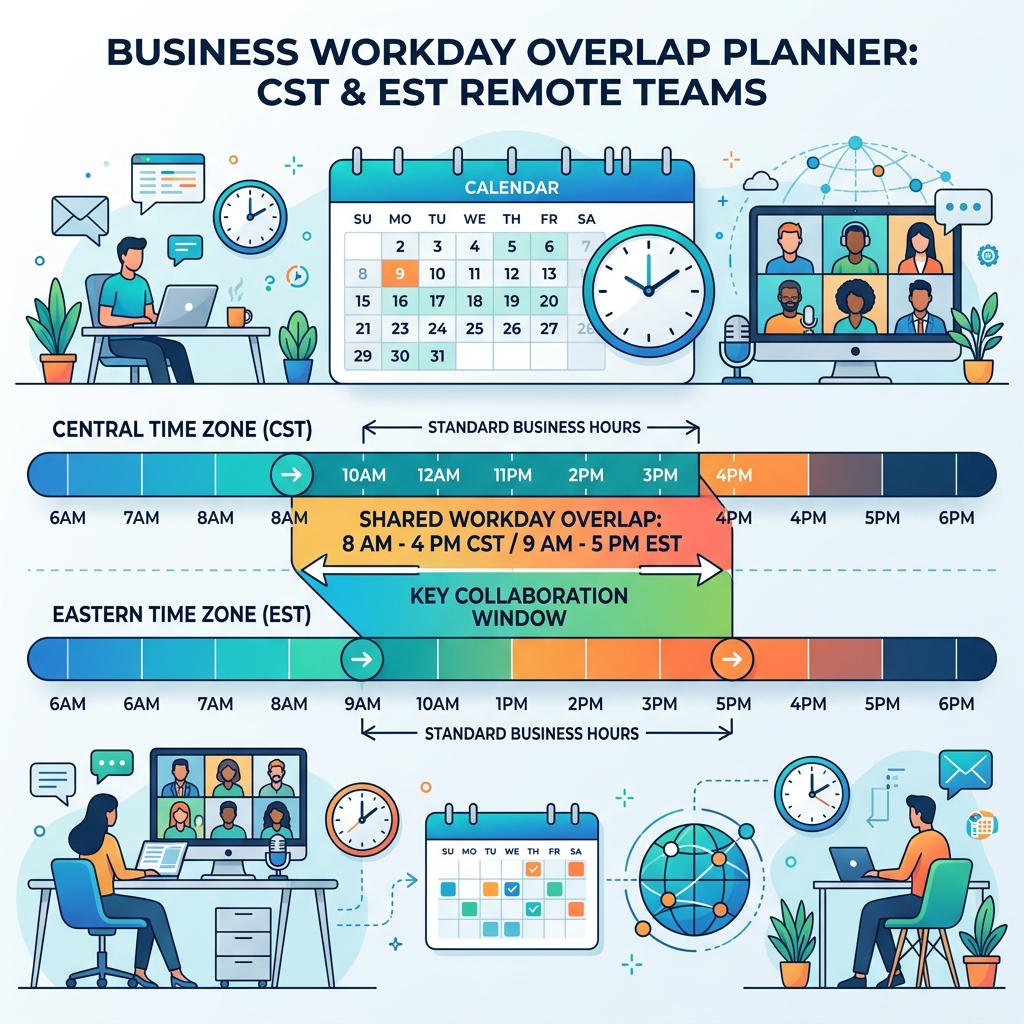 BUSINESS WORKDAY OVERLAP PLANNER:
CST & EST REMOTE TEAMS
CALENDAR
SU MO TU WE TH FR SA
2 3 4 5 6 7
8 9 10 11 12 13
15 16 17 18 19 20
21 23 24 25 26 27 28
29 30 31
CENTRAL TIME ZONE (CST)
STANDARD BUSINESS HOURS
10AM 12AM 11PM 2PM 3PM 4PM
6AM 7AM 8AM 8AM 4PM 4PM 5PM 6PM
SHARED WORKDAY OVERLAP:
8 AM - 4 PM CST / 9 AM - 5 PM EST
KEY COLLABORATION
WINDOW
EASTERN TIME ZONE (EST)
6AM 6AM 7AM 8AM 9AM 10AM 1PM 2PM 3PM 5PM 4PM 5PM 6PM
STANDARD BUSINESS HOURS
SU MO TU WE TH FR SA